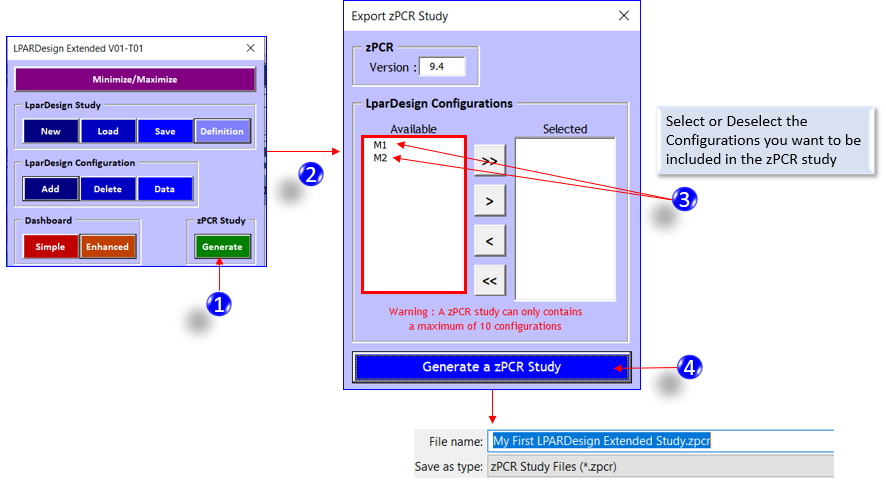 LPARDesign Extended V01-T01
Minimize/Maximize
LparDesign Study
New
Load
Save
Definition
LparDesign Configuration
Add
Delete
Data
Dashboard
Simple
Enhanced
zPCR Study
Generate
1
2
Export zPCR Study
zPCR
Version :
9.4
LparDesign Configurations
Available
Selected
M1
M2
>>
>
<
<<
Warning : A zPCR study can only contains
a maximum of 10 configurations
Generate a zPCR Study
Select or Deselect the
Configurations you want to be
included in the zPCR study
3
4
File name:
My First LPARDesign Extended Study.zpcr
Save as type:
zPCR Study Files (*.zpcr)